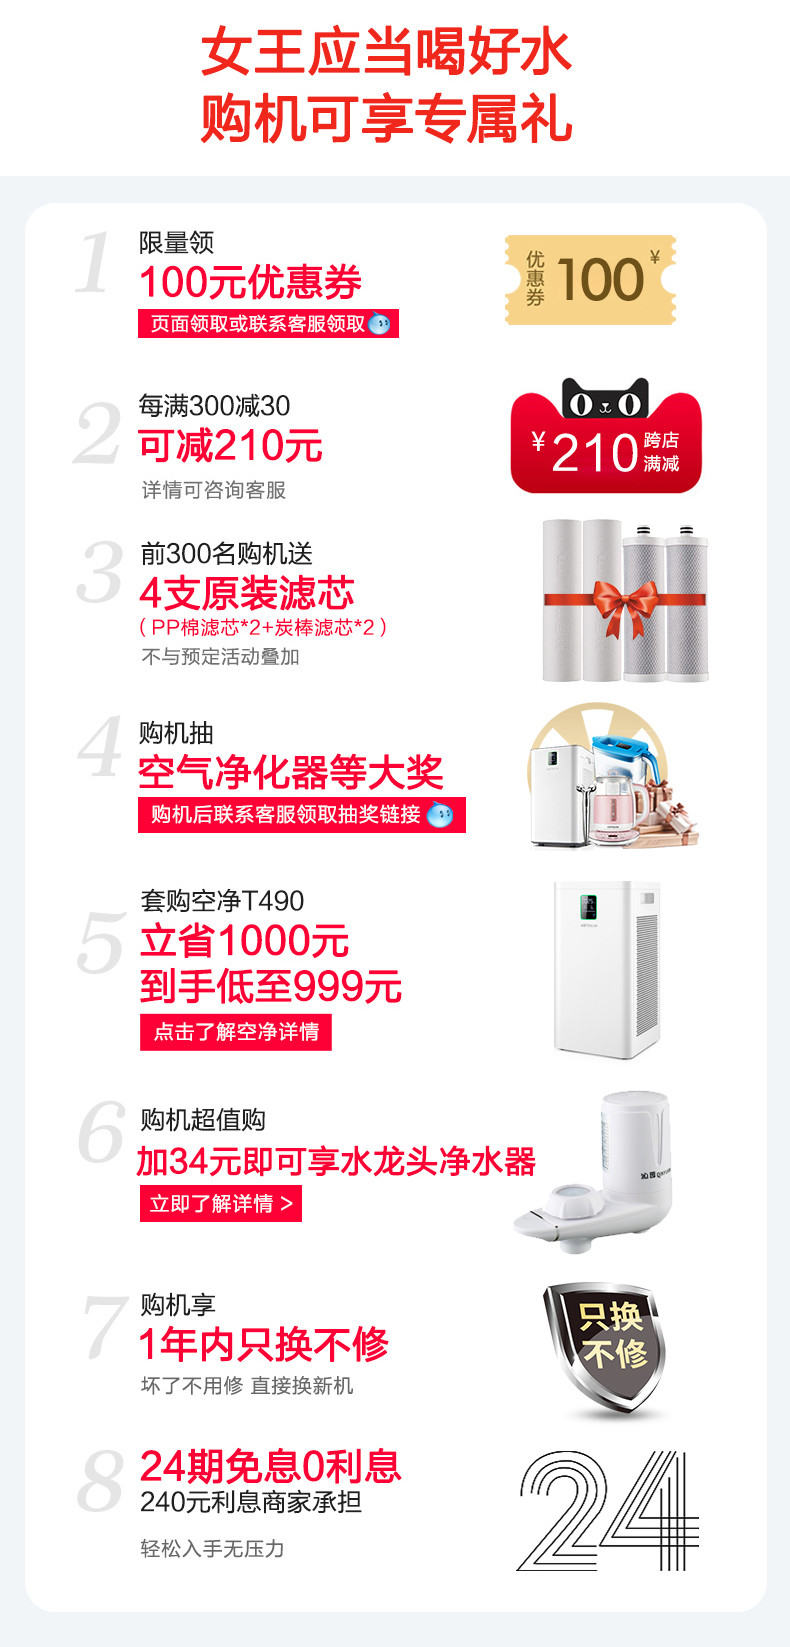 女王应当喝好水
购机可享专属礼
1
限量领
100元优惠券
页面领取或联系客服领取
优惠券
100
¥
2
每满300减30
可减210元
详情可咨询客服
¥210
跨店
满减
3
前300名购机送
4支原装滤芯
（PP棉滤芯*2+炭棒滤芯*2）
不与预定活动叠加
4
购机抽
空气净化器等大奖
购机后联系客服领取抽奖链接
5
套购空净T490
立省1000元
到手低至999元
点击了解空净详情
6
购机超值购
加34元即可享水龙头净水器
立即了解详情 >
沁园
7
购机享
1年内只换不修
坏了不用修 直接换新机
只换
不修
8
24期免息0利息
240元利息商家承担
轻松入手无压力
24